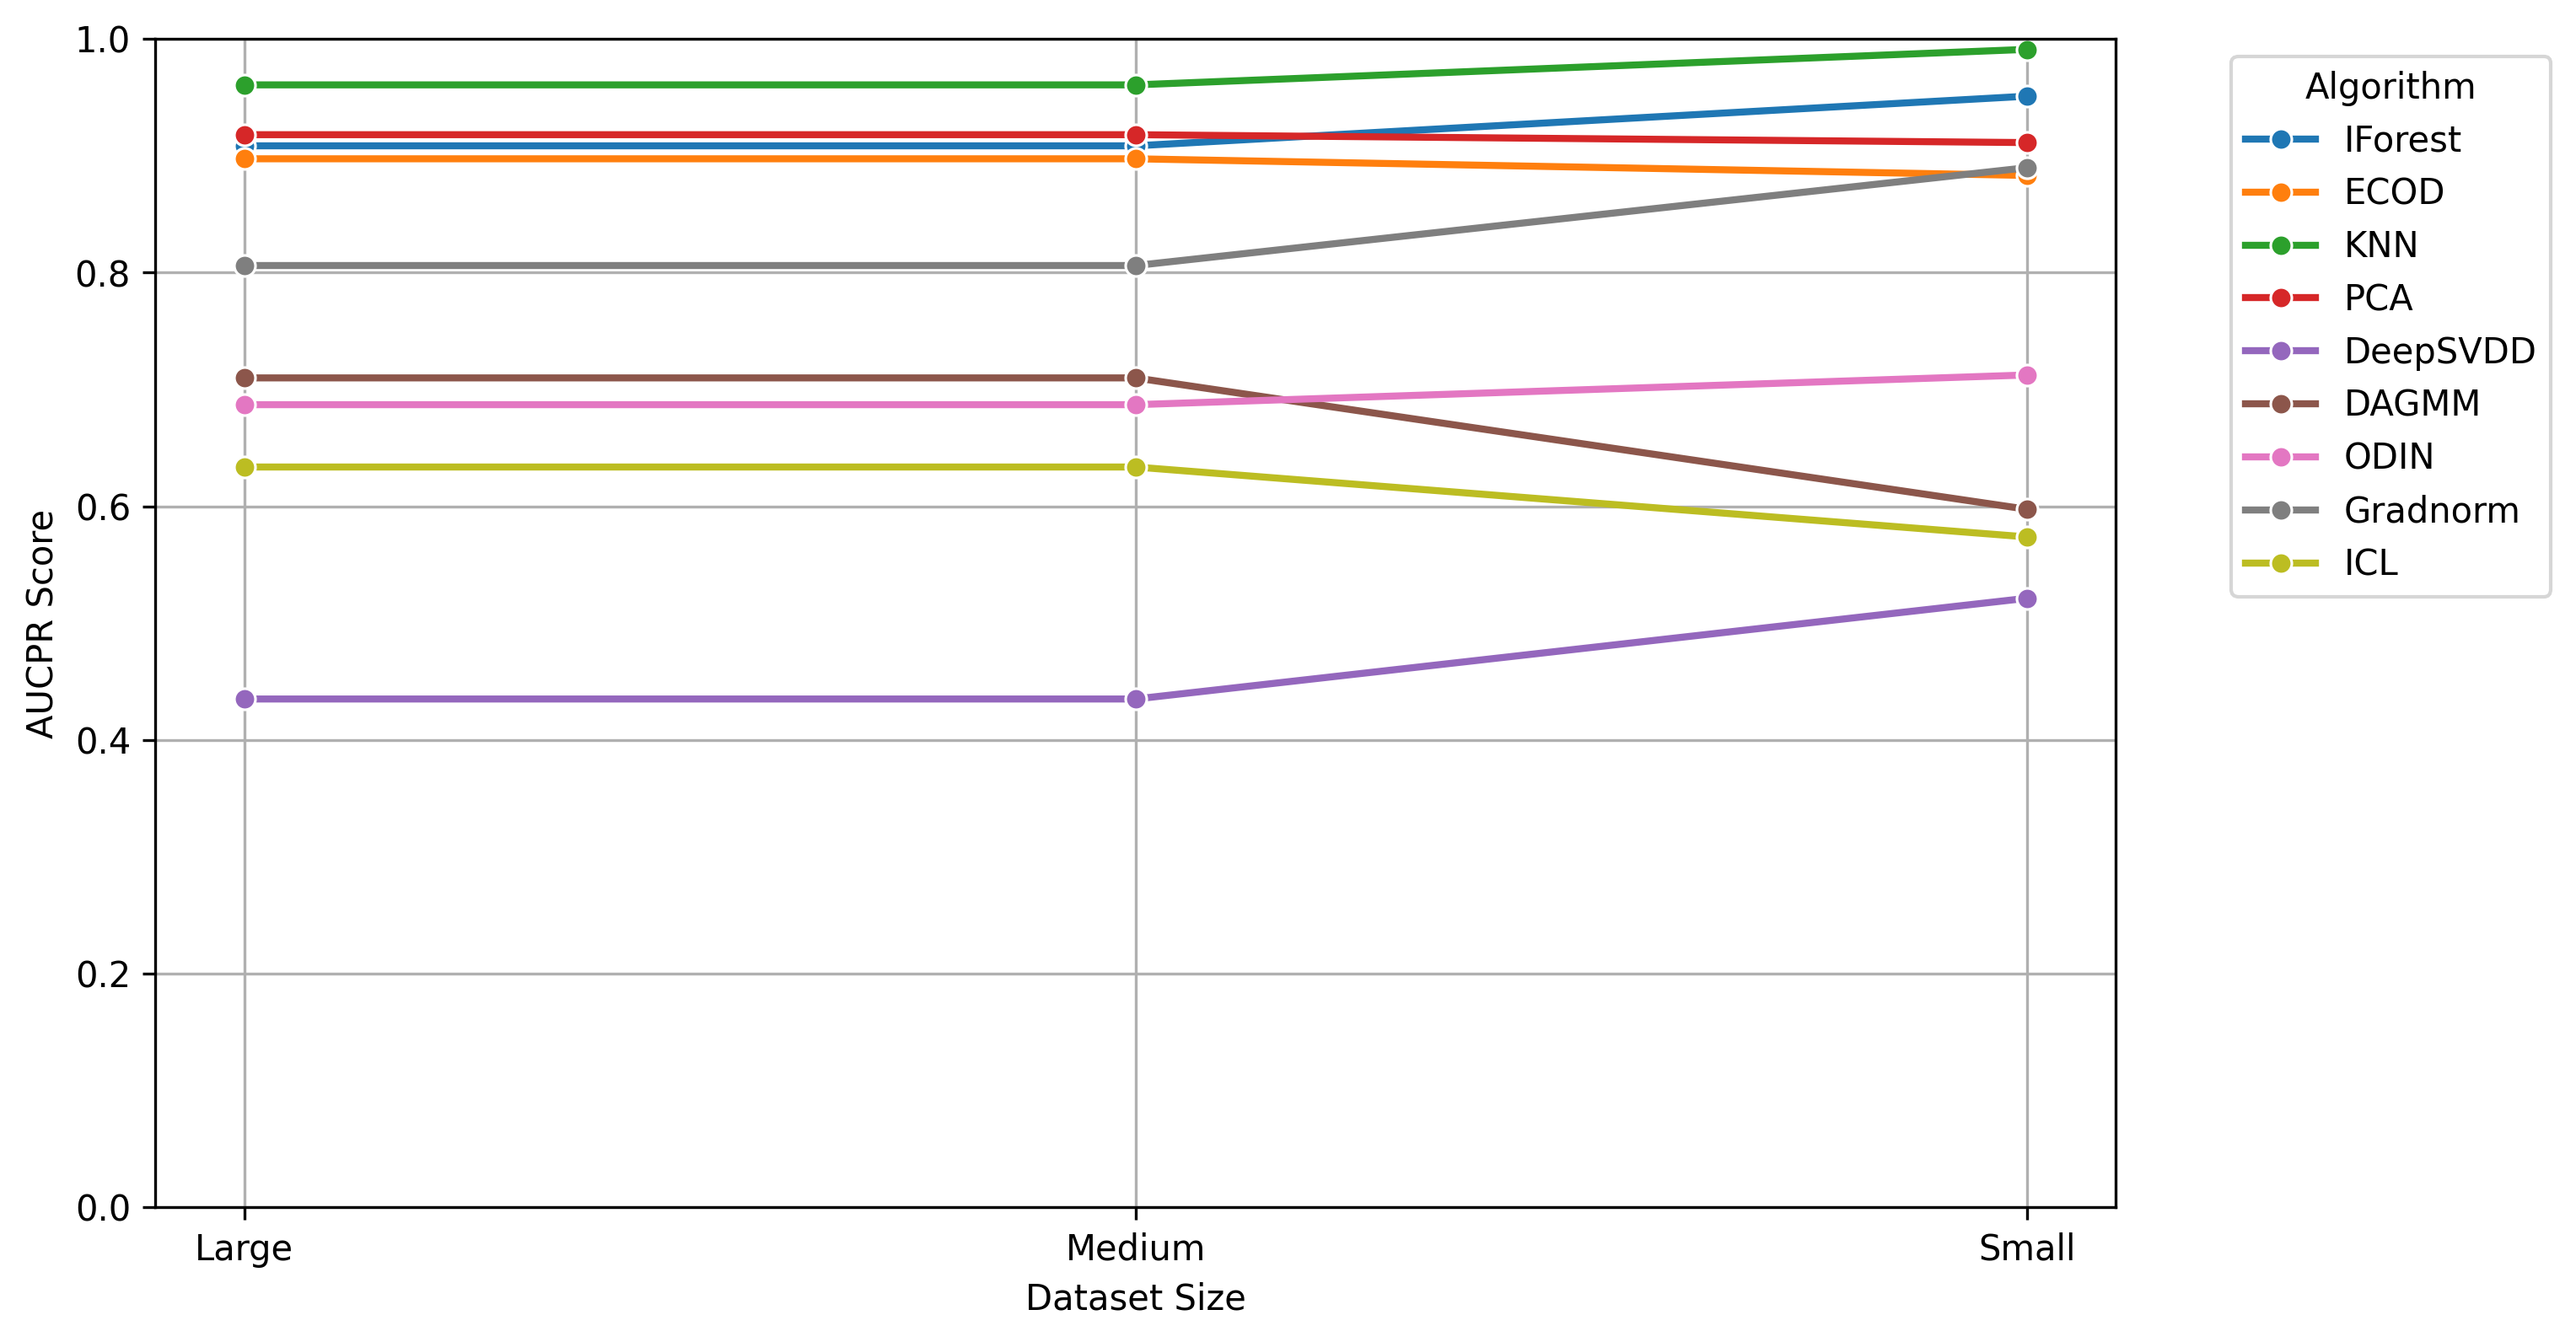 1.0
0.8
0.6
0.4
0.2
0.0
AUCPR Score
Large
Medium
Small
Dataset Size
Algorithm
IForest
ECOD
KNN
PCA
DeepSVDD
DAGMM
ODIN
Gradnorm
ICL